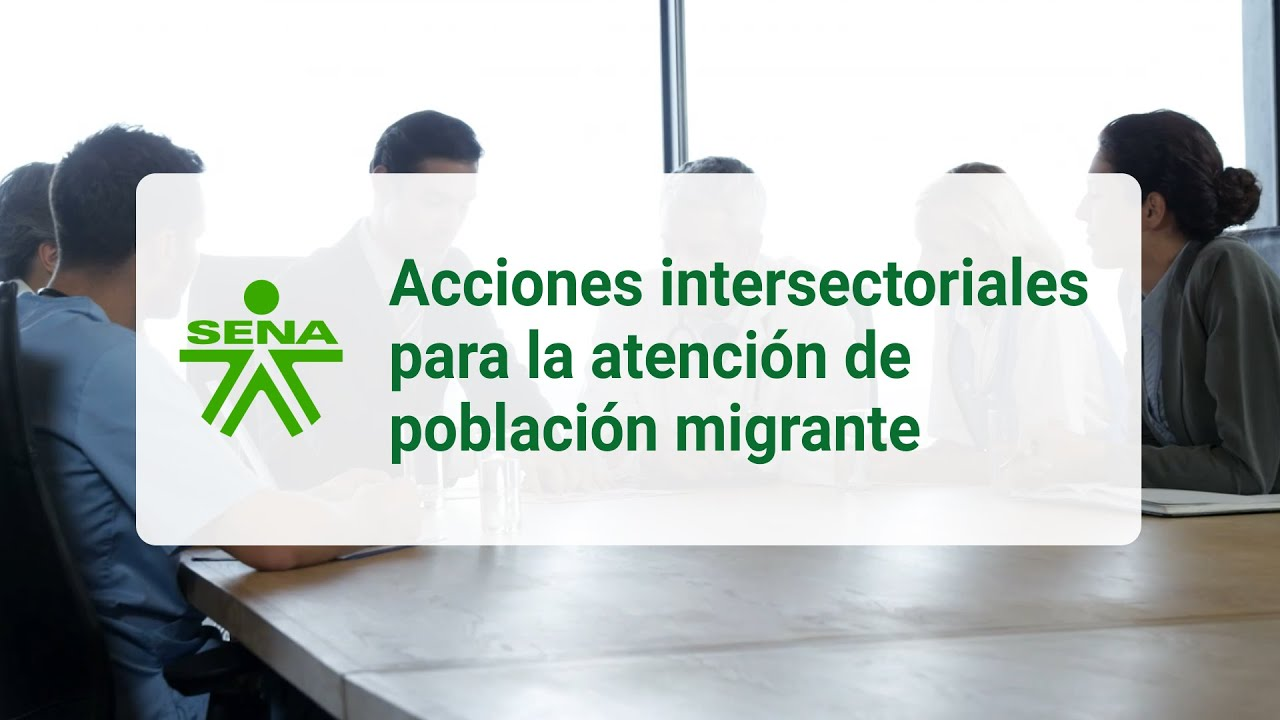 SENA
Acciones intersectoriales
para la atención de
población migrante